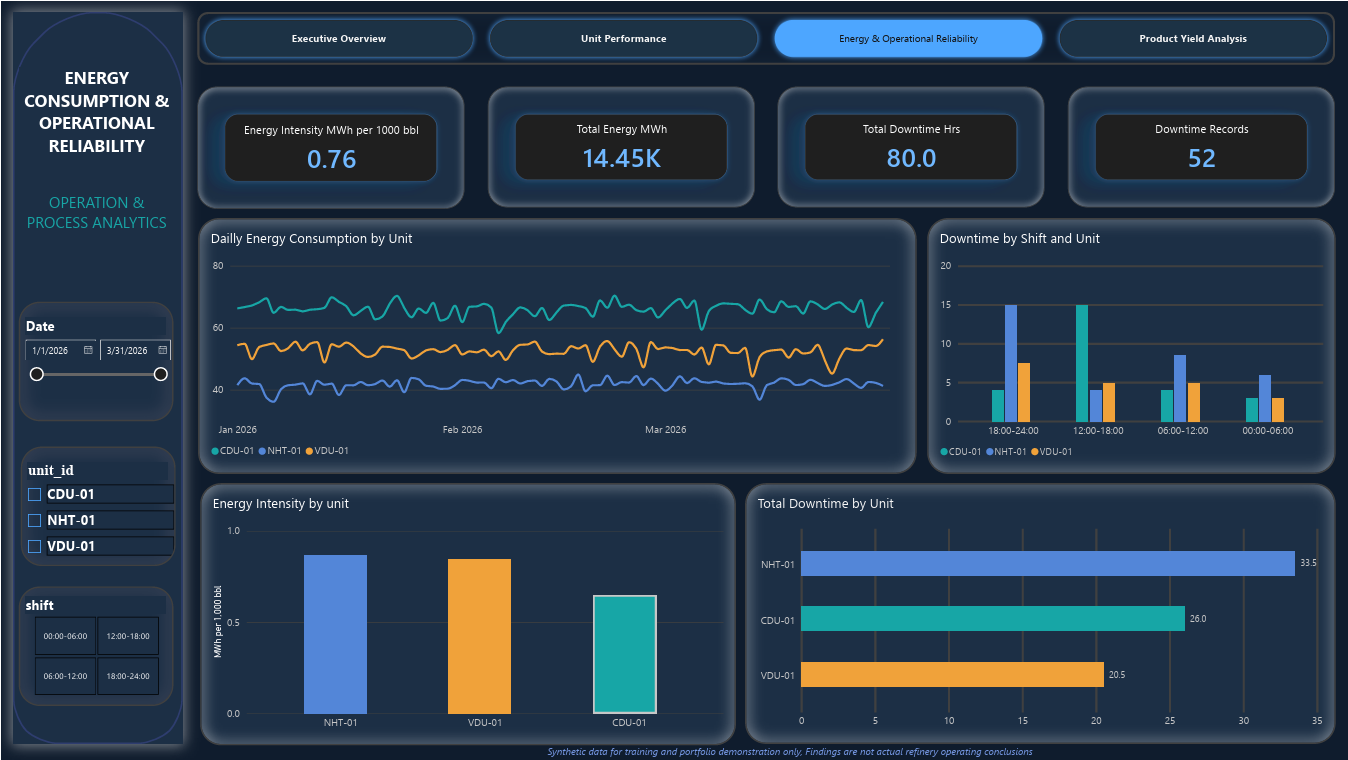 ENERGY
CONSUMPTION &
OPERATIONAL
RELIABILITY
OPERATION &
PROCESS ANALYTICS
Date
1/1/2026 3/31/2026
unit_id
CDU-01
NHT-01
VDU-01
shift
00:00-06:00 12:00-18:00
06:00-12:00 18:00-24:00
Executive Overview Unit Performance Energy & Operational Reliability Product Yield Analysis
Energy Intensity MWh per 1000 bbl
0.76
Total Energy MWh
14.45K
Total Downtime Hrs
80.0
Downtime Records
52
Dailly Energy Consumption by Unit
80
60
40
Jan 2026 Feb 2026 Mar 2026
CDU-01 NHT-01 VDU-01
Downtime by Shift and Unit
20
15
10
5
0
18:00-24:00 12:00-18:00 06:00-12:00 00:00-06:00
CDU-01 NHT-01 VDU-01
Energy Intensity by unit
MWh per 1,000 bbl
1.0
0.5
0.0
NHT-01 VDU-01 CDU-01
Total Downtime by Unit
NHT-01 33.5
CDU-01 26.0
VDU-01 20.5
0 5 10 15 20 25 30 35
Synthetic data for training and portfolio demonstration only, Findings are not actual refinery operating conclusions